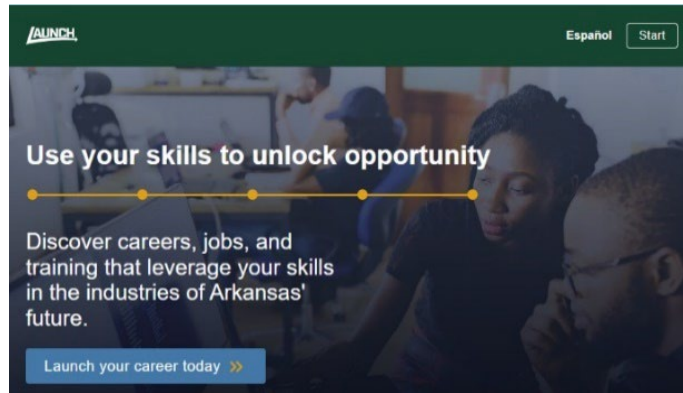 LAUNCH.
Español
Start
Use your skills to unlock opportunity
Discover careers, jobs, and
training that leverage your skills
in the industries of Arkansas'
future.
Launch your career today »